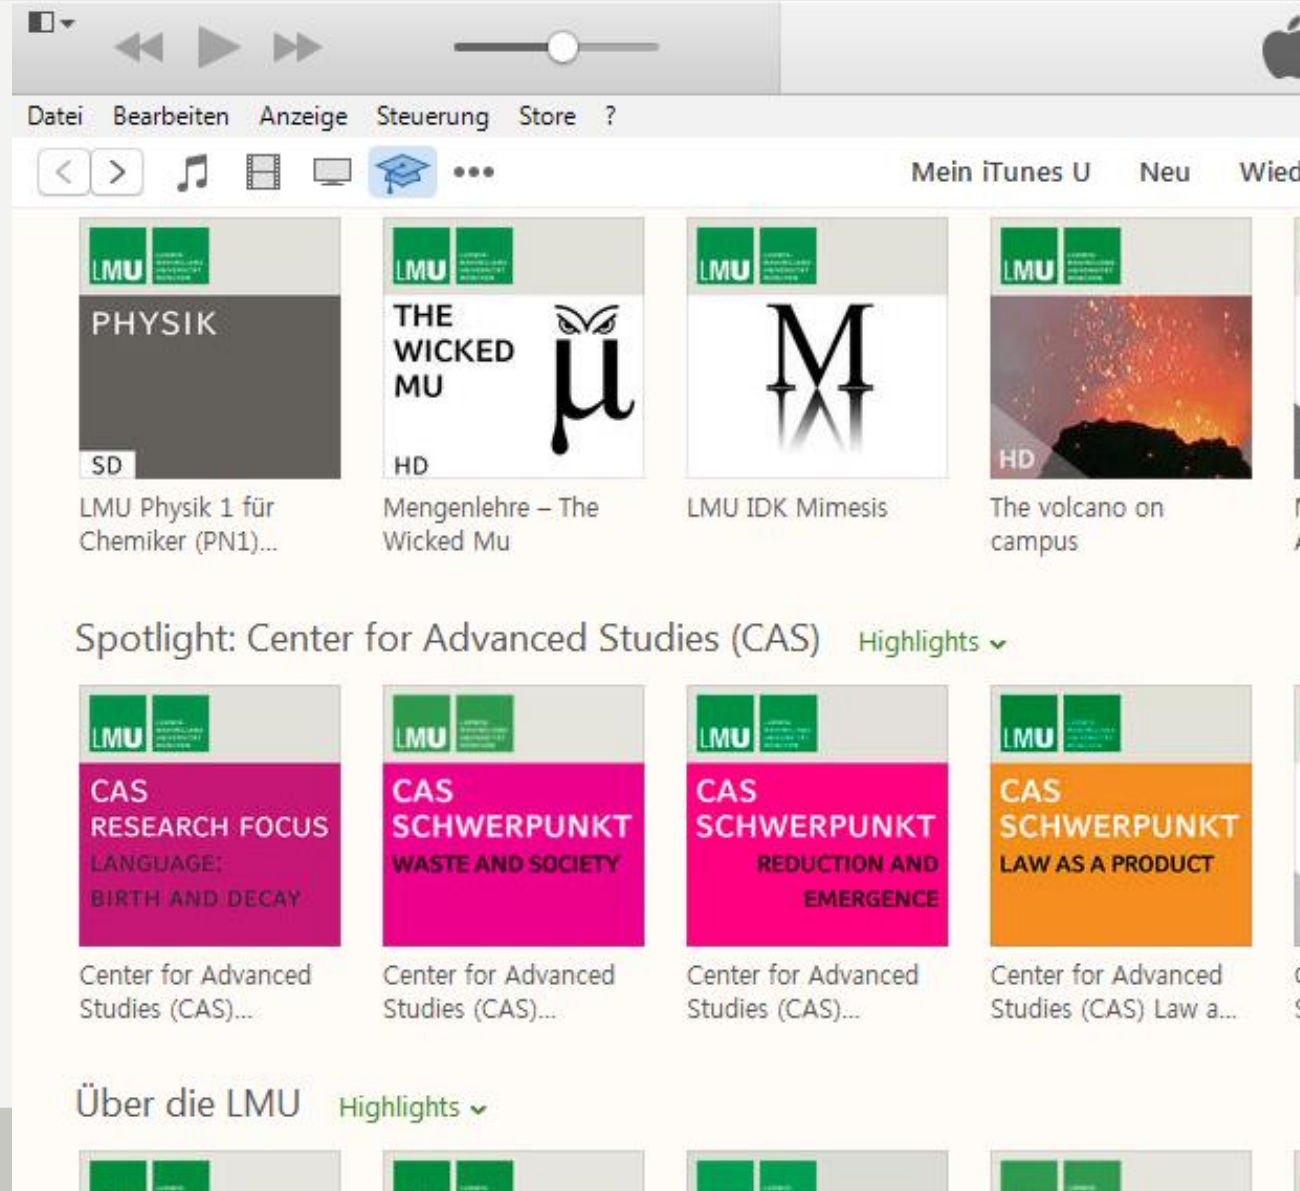 Datei Bearbeiten Anzeige Steuerung Store ?
Mein iTunes U Neu Wied
LMU LMU LMU LMU
PHYSIK
SD
THE
WICKED
MU
µ
HD
M
HD
LMU Physik 1 für
Chemiker (PN1)...
Mengenlehre – The
Wicked Mu
LMU IDK Mimesis
The volcano on
campus
Spotlight: Center for Advanced Studies (CAS) Highlights
LMU LMU LMU LMU
CAS
RESEARCH FOCUS
LANGUAGE:
BIRTH AND DECAY
CAS
SCHWERPUNKT
WASTE AND SOCIETY
CAS
SCHWERPUNKT
REDUCTION AND
EMERGENCE
CAS
SCHWERPUNKT
LAW AS A PRODUCT
Center for Advanced
Studies (CAS)...
Center for Advanced
Studies (CAS)...
Center for Advanced
Studies (CAS)...
Center for Advanced
Studies (CAS) Law a...
Über die LMU Highlights